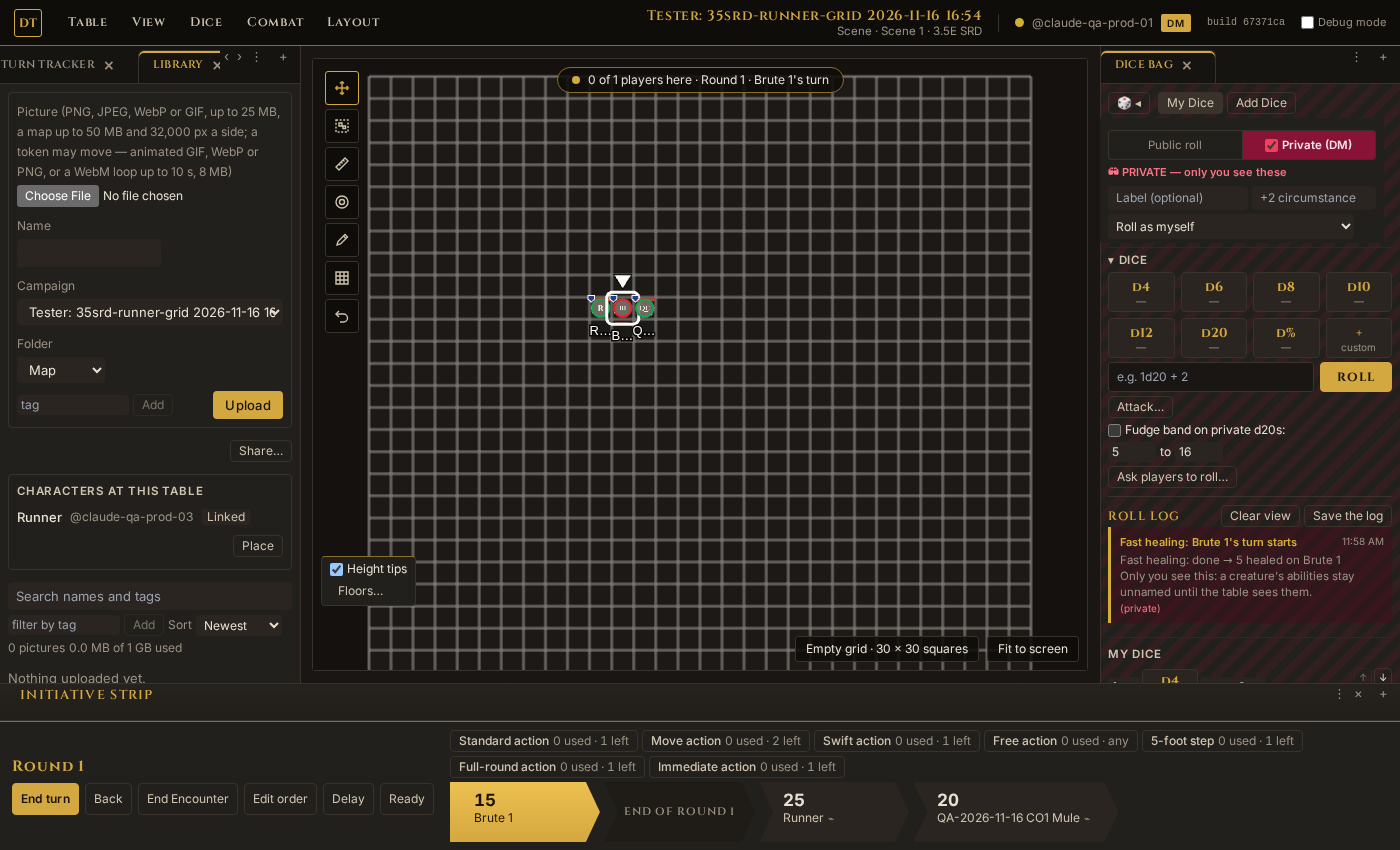 DT
TABLE VIEW DICE COMBAT LAYOUT
TESTER: 35SRD-RUNNER-GRID 2026-11-16 16:54
Scene · Scene 1 · 3.5E SRD
@claude-qa-prod-01 DM
build 67371ca
Debug mode
TURN TRACKER
LIBRARY
Picture (PNG, JPEG, WebP or GIF, up to 25 MB,
a map up to 50 MB and 32,000 px a side; a
token may move — animated GIF, WebP or
PNG, or a WebM loop up to 10 s, 8 MB)
Choose File No file chosen
Name
Campaign
Tester: 35srd-runner-grid 2026-11-16 16
Folder
Map
tag Add Upload
Share...
CHARACTERS AT THIS TABLE
Runner @claude-qa-prod-03 Linked
Place
Search names and tags
filter by tag Add Sort Newest
0 pictures 0.0 MB of 1 GB used
Nothing uploaded yet.
0 of 1 players here · Round 1 · Brute 1's turn
R...
B...
Q...
Height tips
Floors...
Empty grid · 30 × 30 squares
Fit to screen
DICE BAG
My Dice Add Dice
Public roll Private (DM)
PRIVATE — only you see these
Label (optional) +2 circumstance
Roll as myself
DICE
D4 — D6 — D8 — D10 —
D12 — D20 — D% — + custom
e.g. 1d20 + 2 ROLL
Attack...
Fudge band on private d20s:
5 to 16
Ask players to roll...
ROLL LOG Clear view Save the log
Fast healing: Brute 1's turn starts 11:58 AM
Fast healing: done → 5 healed on Brute 1
Only you see this: a creature's abilities stay
unnamed until the table sees them.
(private)
MY DICE
D4
INITIATIVE STRIP
ROUND 1
End turn Back End Encounter Edit order Delay Ready
Standard action 0 used · 1 left Move action 0 used · 2 left Swift action 0 used · 1 left Free action 0 used · any 5-foot step 0 used · 1 left
Full-round action 0 used · 1 left Immediate action 0 used · 1 left
15
Brute 1
END OF ROUND 1
25
Runner
20
QA-2026-11-16 CO1 Mule